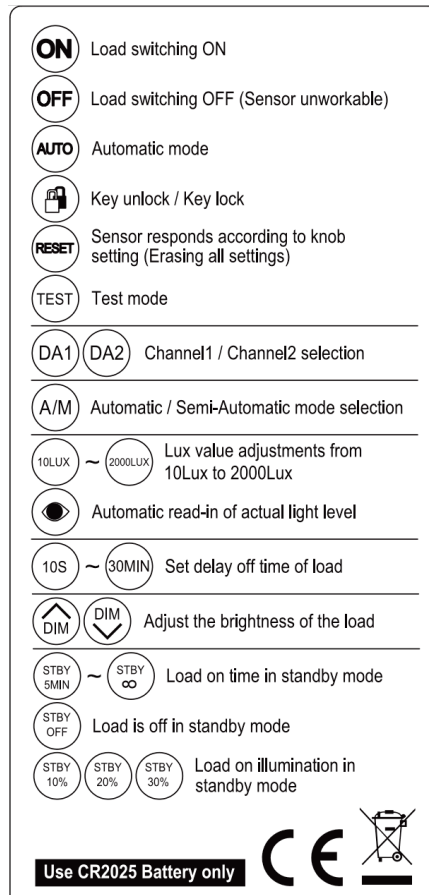 ON Load switching ON
OFF Load switching OFF (Sensor unworkable)
AUTO Automatic mode
Key unlock / Key lock
RESET Sensor responds according to knob
setting (Erasing all settings)
TEST Test mode
DA1 DA2 Channel1 / Channel2 selection
A/M Automatic / Semi-Automatic mode selection
10LUX ~ 2000LUX Lux value adjustments from
10Lux to 2000Lux
Automatic read-in of actual light level
10S ~ 30MIN Set delay off time of load
DIM DIM Adjust the brightness of the load
STBY 5MIN ~ STBY ∞ Load on time in standby mode
STBY OFF Load is off in standby mode
STBY 10% STBY 20% STBY 30% Load on illumination in
standby mode
Use CR2025 Battery only CE